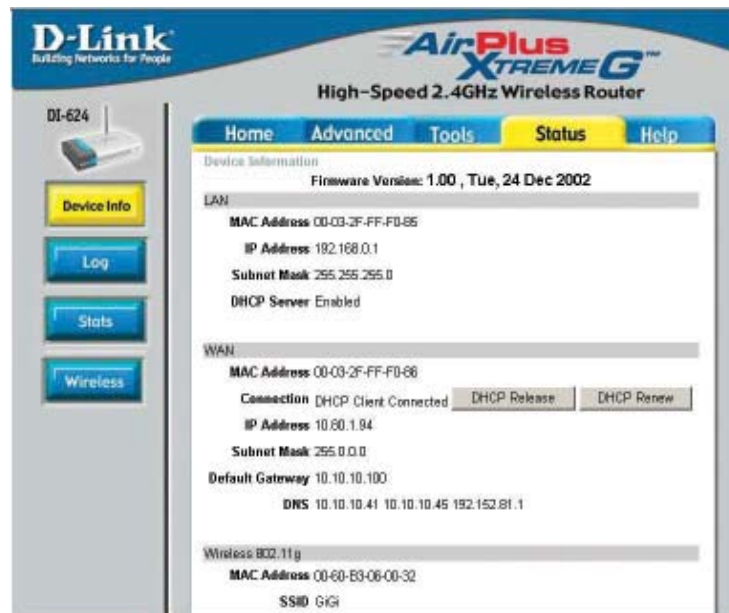 D-Link
Building Networks for People
AirPlus
XTREME G™
High-Speed 2.4GHz Wireless Router
DI-624
Home Advanced Tools Status Help
Device Information
Firmware Version: 1.00 , Tue, 24 Dec 2002
Device Info
Log
Stats
Wireless
LAN
MAC Address 00-03-2F-FF-F0-85
IP Address 192.168.0.1
Subnet Mask 255.255.255.0
DHCP Server Enabled
WAN
MAC Address 00-03-2F-FF-F0-86
Connection DHCP Client Connected DHCP Release DHCP Renew
IP Address 10.80.1.94
Subnet Mask 255.0.0.0
Default Gateway 10.10.10.100
DNS 10.10.10.41 10.10.10.45 192.152.81.1
Wireless 802.11g
MAC Address 00-60-B3-06-00-32
SSID GiGi